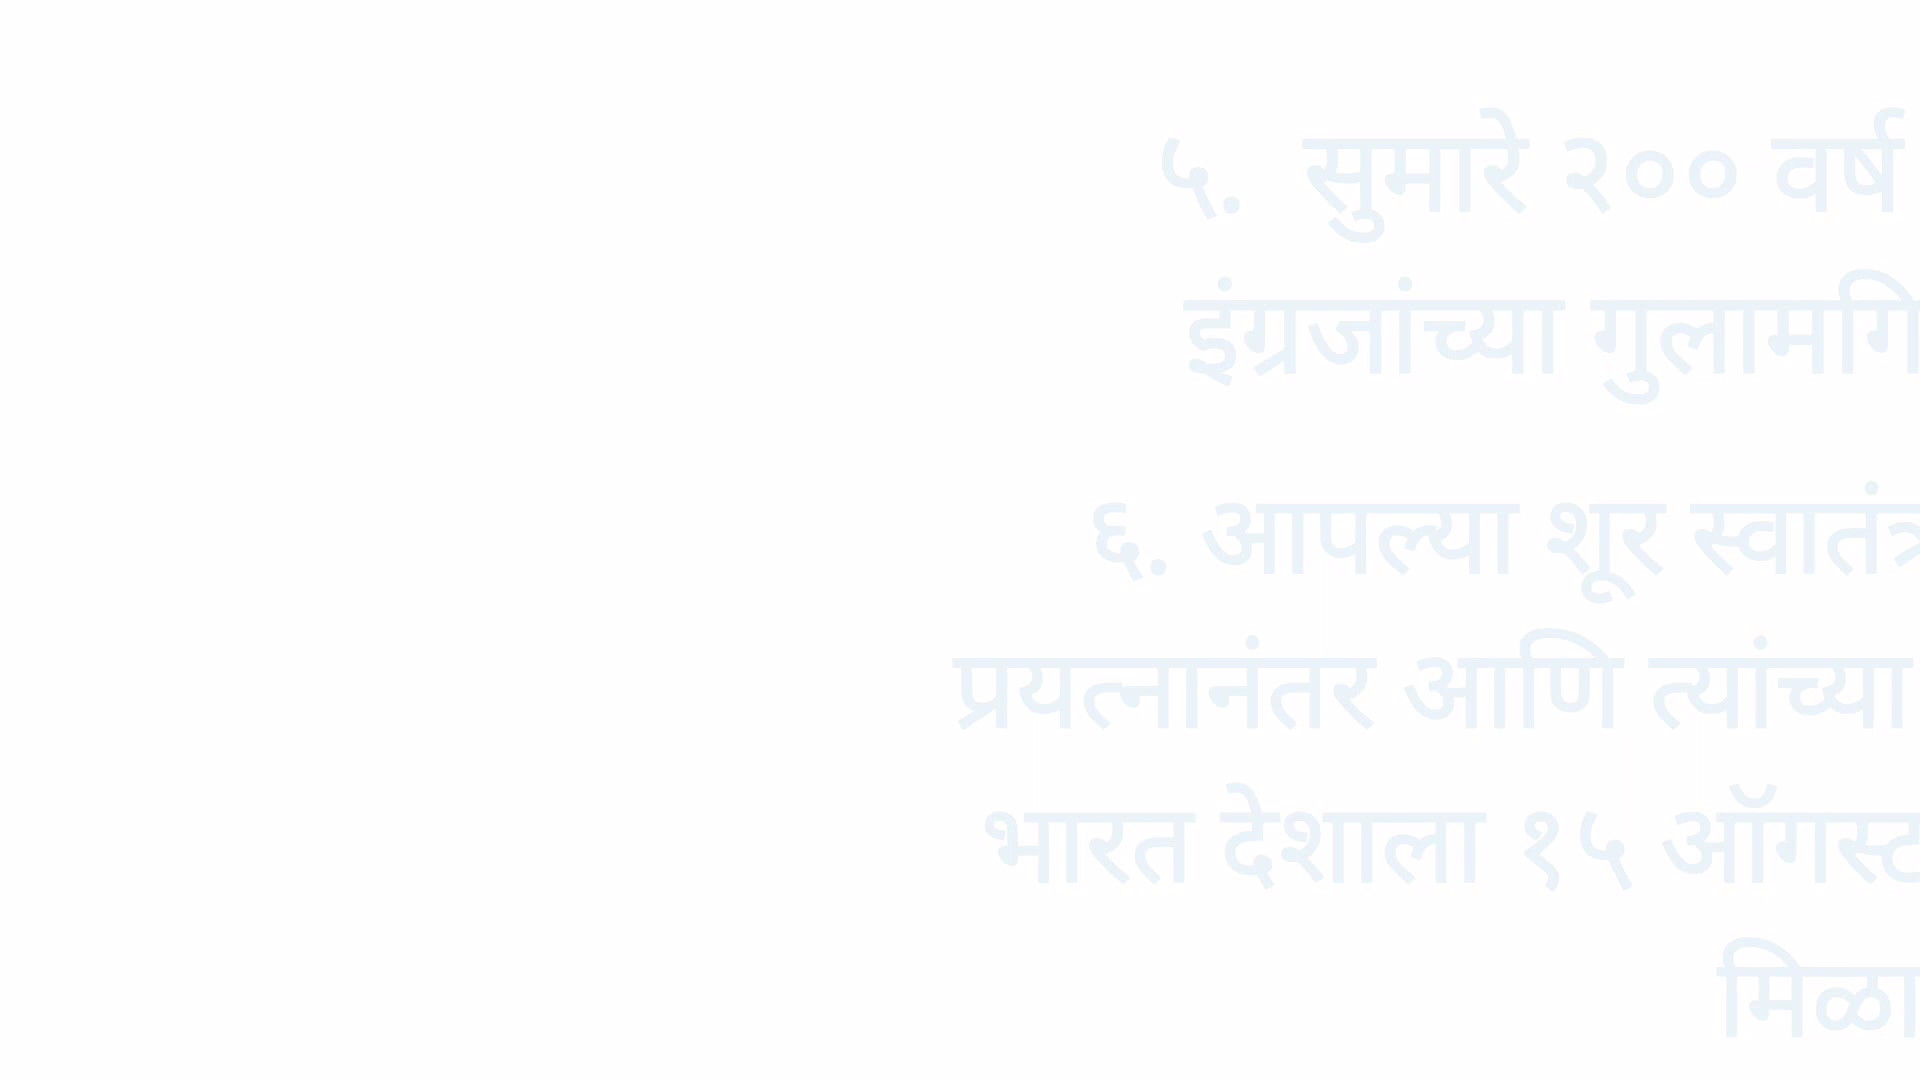 ५. सुमारे २०० वर्ष
इंग्रजांच्या गुलामगि
६. आपल्या शूर स्वातंत्र
प्रयत्नानंतर आणि त्यांच्या
भारत देशाला १५ ऑगस्ट
मिळा